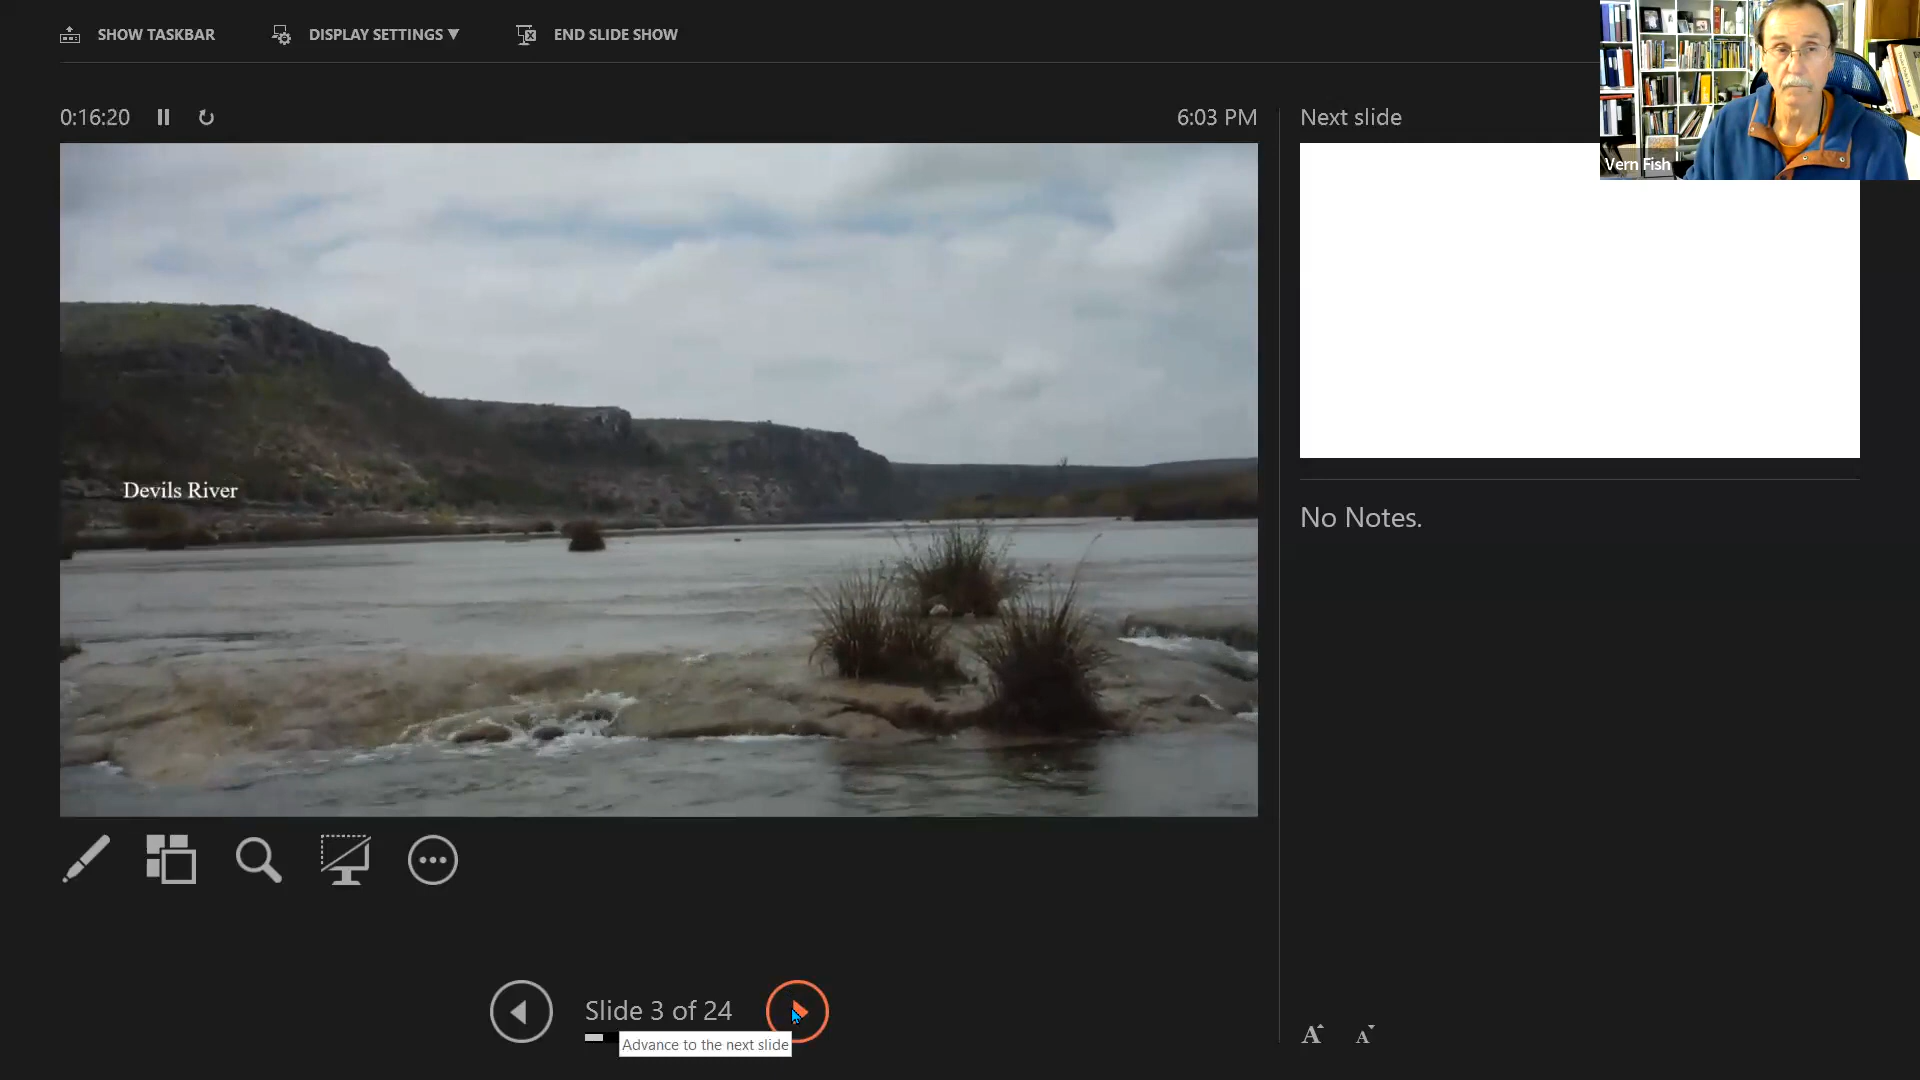 SHOW TASKBAR
DISPLAY SETTINGS ▼
END SLIDE SHOW
0:16:20
6:03 PM
Next slide
Vern Fish
Devils River
No Notes.
Slide 3 of 24
Advance to the next slide
A A